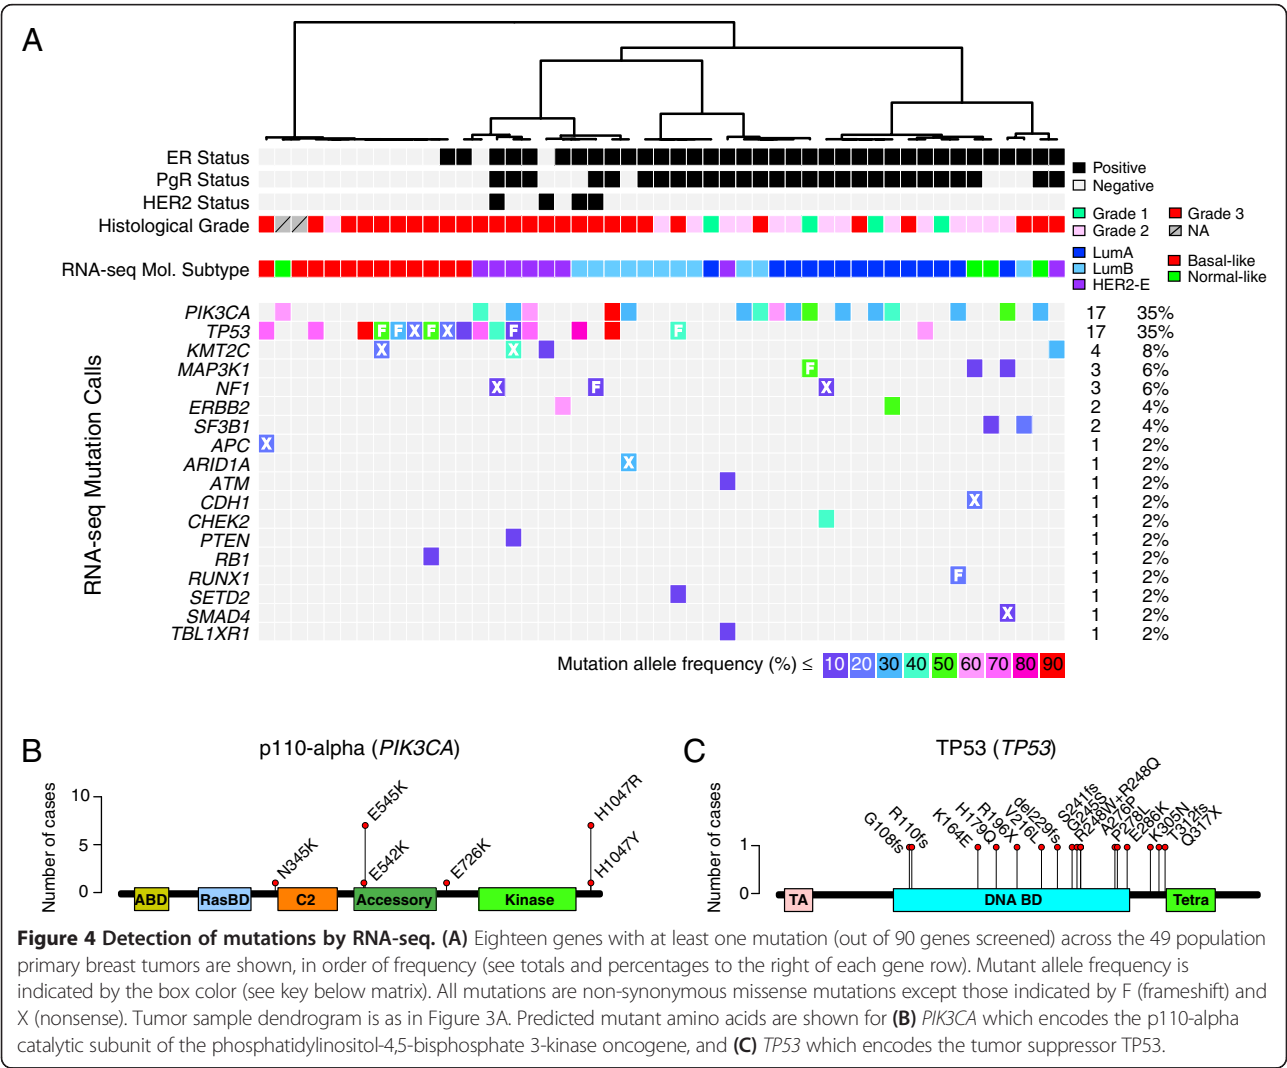 A
ER Status
PgR Status
HER2 Status
Histological Grade
RNA-seq Mol. Subtype
Positive
Negative
Grade 1
Grade 2
Grade 3
NA
LumA
LumB
HER2-E
Basal-like
Normal-like
RNA-seq Mutation Calls
PIK3CA 17 35%
TP53 F F X F X F F 17 35%
KMT2C X X 4 8%
MAP3K1 F 3 6%
NF1 X F X 3 6%
ERBB2 2 4%
SF3B1 2 4%
APC X 1 2%
ARID1A X 1 2%
ATM 1 2%
CDH1 X 1 2%
CHEK2 1 2%
PTEN 1 2%
RB1 1 2%
RUNX1 F 1 2%
SETD2 1 2%
SMAD4 X 1 2%
TBL1XR1 1 2%
Mutation allele frequency (%) ≤ 10 20 30 40 50 60 70 80 90
B
p110-alpha (PIK3CA)
Number of cases
10
5
0
N345K
E545K
E542K
E726K
H1047R
H1047Y
ABD RasBD C2 Accessory Kinase
C
TP53 (TP53)
Number of cases
1
0
G108fs
R110fs
K164E
H179Q
R196X
V216L
del229fs
S241fs
G245S
R248W+R248Q
A276P
P278L
E286K
K305N
T312fs
Q317X
TA DNA BD Tetra
Figure 4 Detection of mutations by RNA-seq. (A) Eighteen genes with at least one mutation (out of 90 genes screened) across the 49 population
primary breast tumors are shown, in order of frequency (see totals and percentages to the right of each gene row). Mutant allele frequency is
indicated by the box color (see key below matrix). All mutations are non-synonymous missense mutations except those indicated by F (frameshift) and
X (nonsense). Tumor sample dendrogram is as in Figure 3A. Predicted mutant amino acids are shown for (B) PIK3CA which encodes the p110-alpha
catalytic subunit of the phosphatidylinositol-4,5-bisphosphate 3-kinase oncogene, and (C) TP53 which encodes the tumor suppressor TP53.